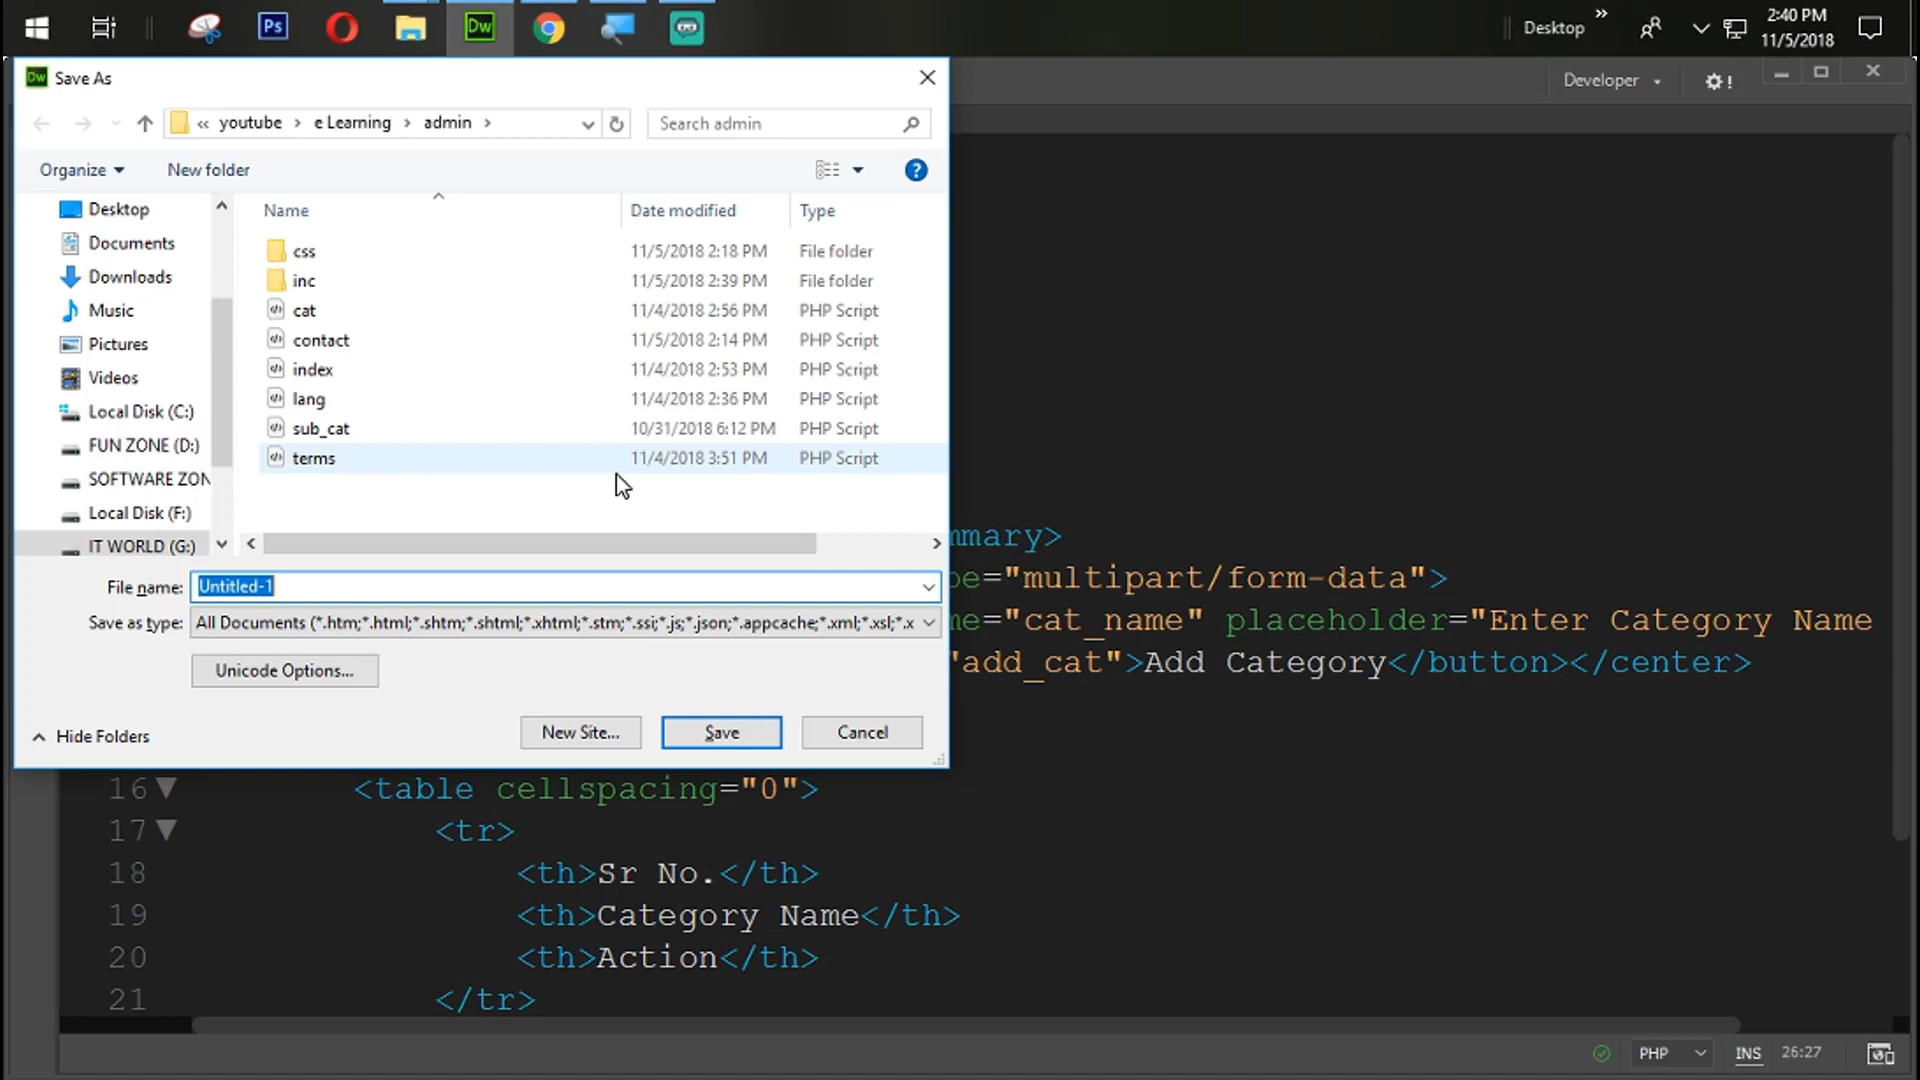 Ps
Dw
Desktop
»
2:40 PM
11/5/2018
Dw Save As
Developer
!
« youtube › e Learning › admin ›
Search admin
Organize
New folder
?
Desktop
Documents
Downloads
Music
Pictures
Videos
Local Disk (C:)
FUN ZONE (D:)
SOFTWARE ZON
Local Disk (F:)
IT WORLD (G:)
Name Date modified Type
css 11/5/2018 2:18 PM File folder
inc 11/5/2018 2:39 PM File folder
cat 11/4/2018 2:56 PM PHP Script
contact 11/5/2018 2:14 PM PHP Script
index 11/4/2018 2:53 PM PHP Script
lang 11/4/2018 2:36 PM PHP Script
sub_cat 10/31/2018 6:12 PM PHP Script
terms 11/4/2018 3:51 PM PHP Script
File name: Untitled-1
Save as type: All Documents (*.htm;*.html;*.shtm;*.shtml;*.xhtml;*.stm;*.ssi;*.js;*.json;*.appcache;*.xml;*.xsl;*.x
Unicode Options...
Hide Folders
New Site...
Save
Cancel
mmary>
pe="multipart/form-data">
me="cat_name" placeholder="Enter Category Name
"add_cat">Add Category</button></center>
16 <table cellspacing="0">
17 <tr>
18 <th>Sr No.</th>
19 <th>Category Name</th>
20 <th>Action</th>
21 </tr>
PHP
INS
26:27